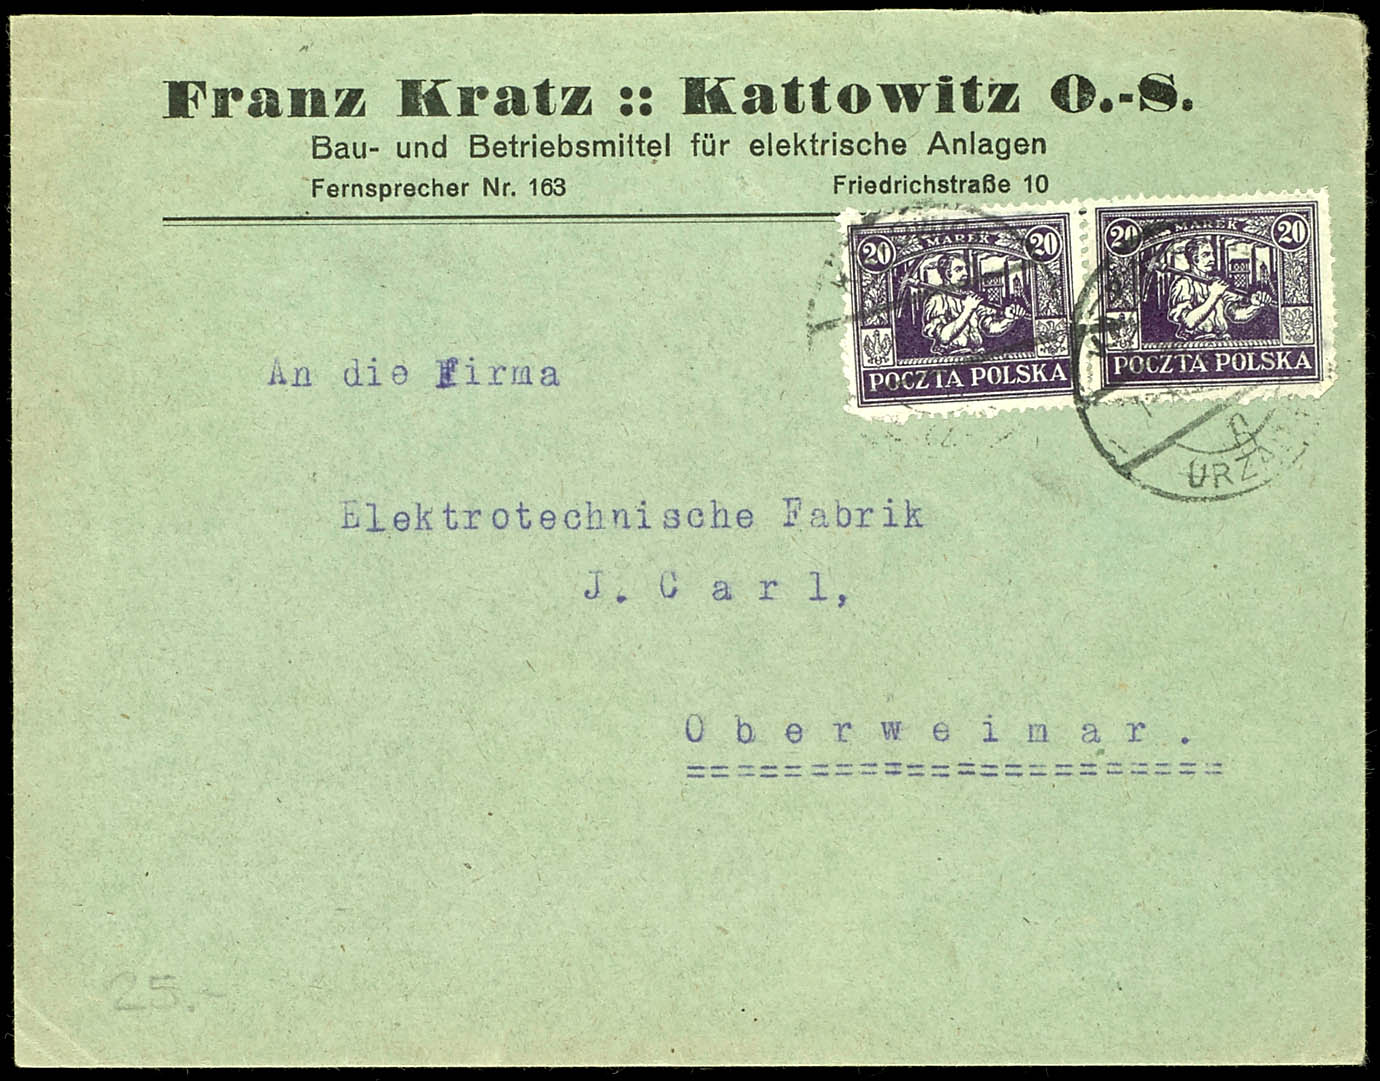 Franz Kratz :: Kattowitz O.-S.
Bau- und Betriebsmittel für elektrische Anlagen
Fernsprecher Nr. 163 Friedrichstraße 10
20 MAREK 20
POCZTA POLSKA
20 MAREK 20
POCZTA POLSKA
An die Firma
Elektrotechnische Fabrik
J. Carl,
Oberweimar.
25.-